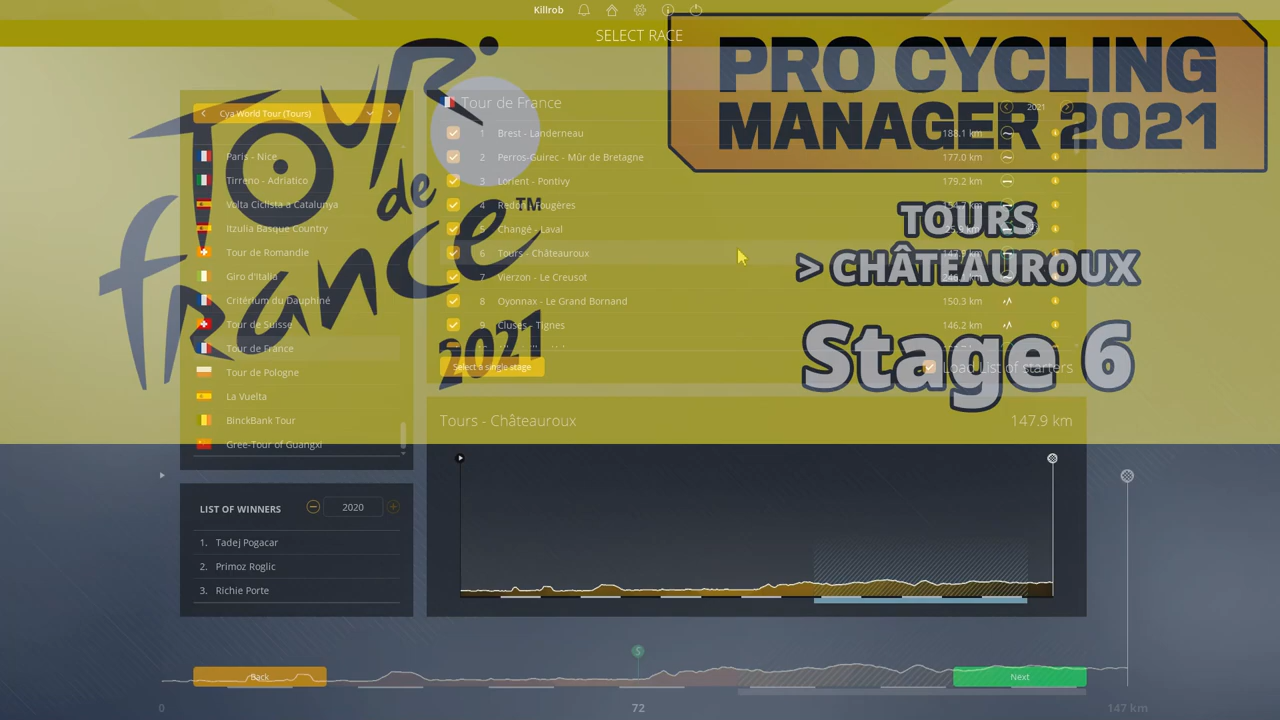 Killrob
SELECT RACE
TOUR
de
france™
2021
PRO CYCLING
MANAGER 2021
TOURS
> CHÂTEAUROUX
Stage 6
Cya World Tour (Tours)
Paris - Nice
Tirreno - Adriatico
Volta Ciclista a Catalunya
Itzulia Basque Country
Tour de Romandie
Giro d'Italia
Critérium du Dauphiné
Tour de Suisse
Tour de France
Tour de Pologne
La Vuelta
BinckBank Tour
Gree-Tour of Guangxi
Tour de France 2021
1 Brest - Landerneau 188.1 km
2 Perros-Guirec - Mûr de Bretagne 177.0 km
3 Lorient - Pontivy 179.2 km
4 Redon - Fougères
5 Changé - Laval 25.9 km
6 Tours - Châteauroux 147.9 km
7 Vierzon - Le Creusot
8 Oyonnax - Le Grand Bornand 150.3 km
9 Cluses - Tignes 146.2 km
Select a single stage
Load List of starters
Tours - Châteauroux 147.9 km
LIST OF WINNERS 2020
1. Tadej Pogacar
2. Primoz Roglic
3. Richie Porte
S
Back
Next
0 72 147 km